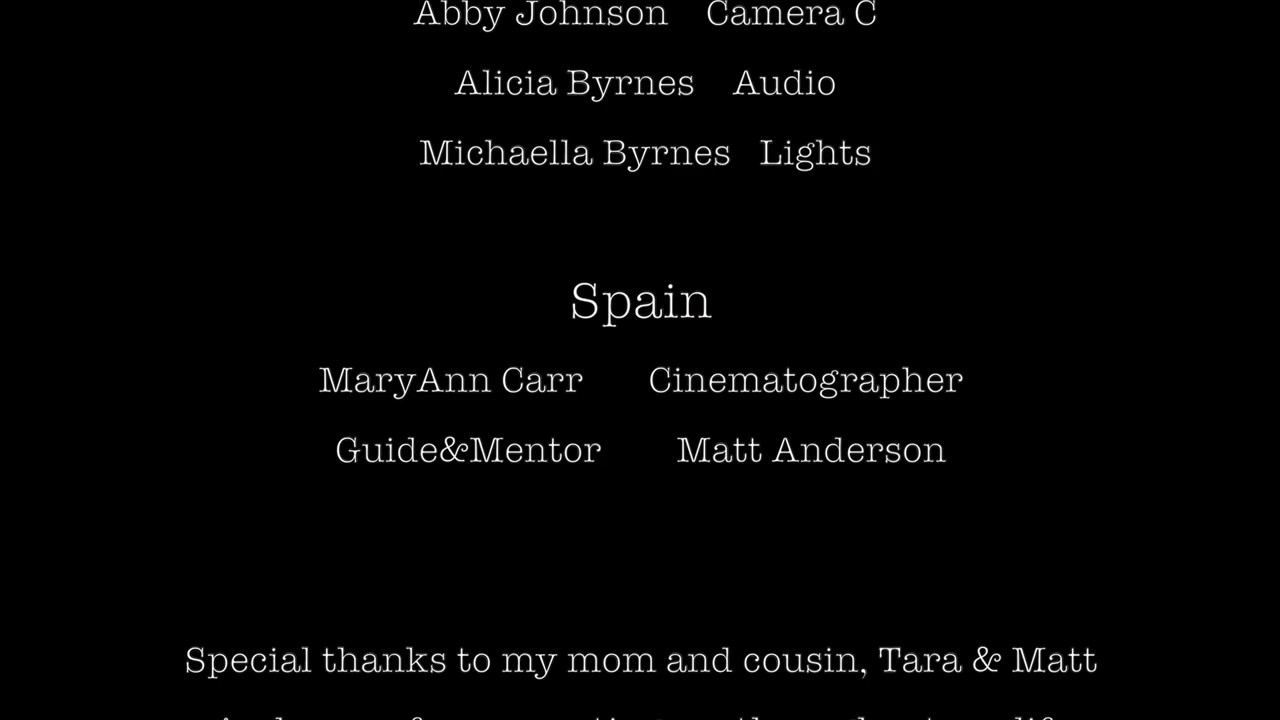 Abby Johnson Camera C
Alicia Byrnes Audio
Michaella Byrnes Lights
Spain
MaryAnn Carr Cinematographer
Guide&Mentor Matt Anderson
Special thanks to my mom and cousin, Tara & Matt